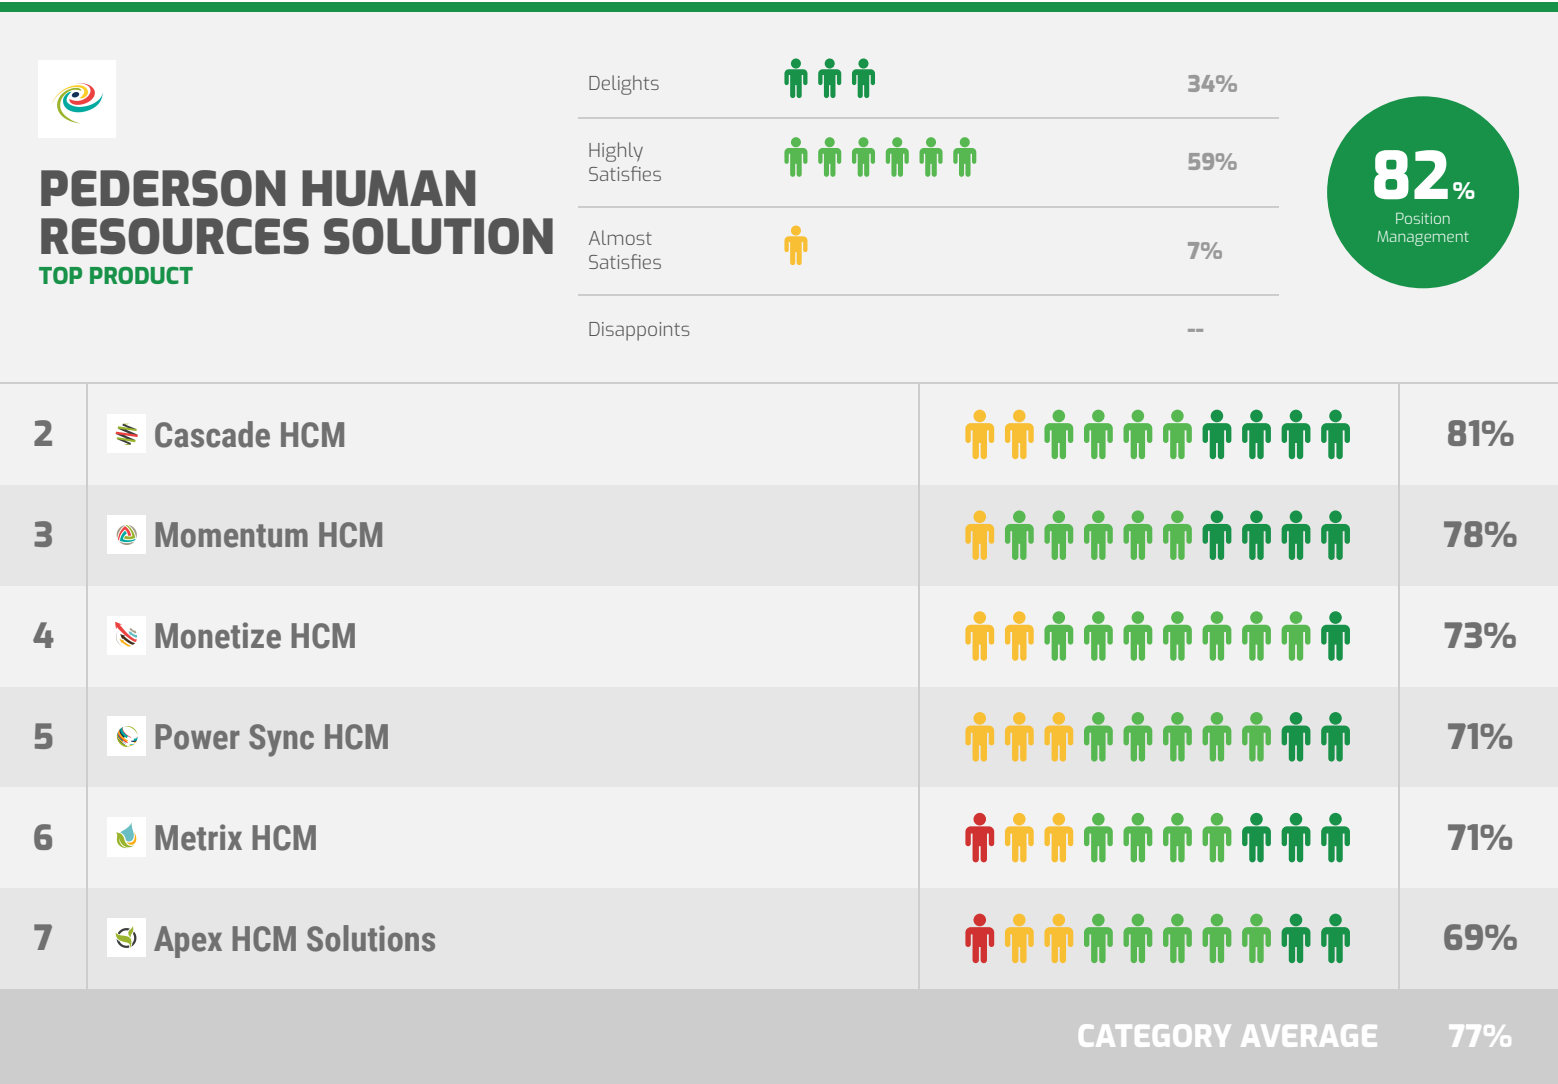 PEDERSON HUMAN
RESOURCES SOLUTION
TOP PRODUCT
Delights 34%
Highly
Satisfies 59%
Almost
Satisfies 7%
Disappoints --
82%
Position
Management
2 Cascade HCM 81%
3 Momentum HCM 78%
4 Monetize HCM 73%
5 Power Sync HCM 71%
6 Metrix HCM 71%
7 Apex HCM Solutions 69%
CATEGORY AVERAGE 77%